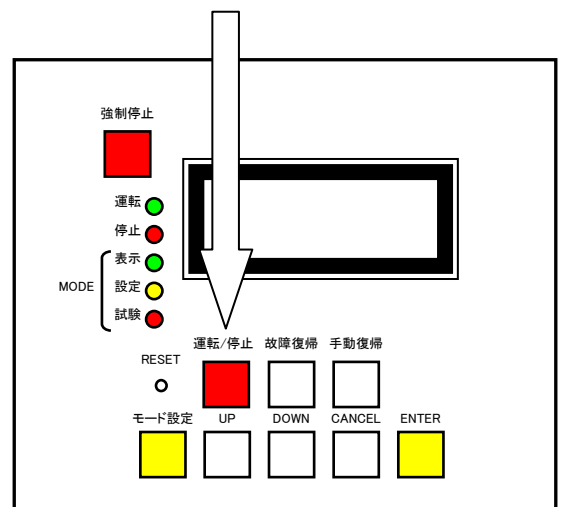 強制停止
運転
停止
表示
MODE
設定
試験
運転/停止 故障復帰 手動復帰
RESET
モード設定 UP DOWN CANCEL ENTER